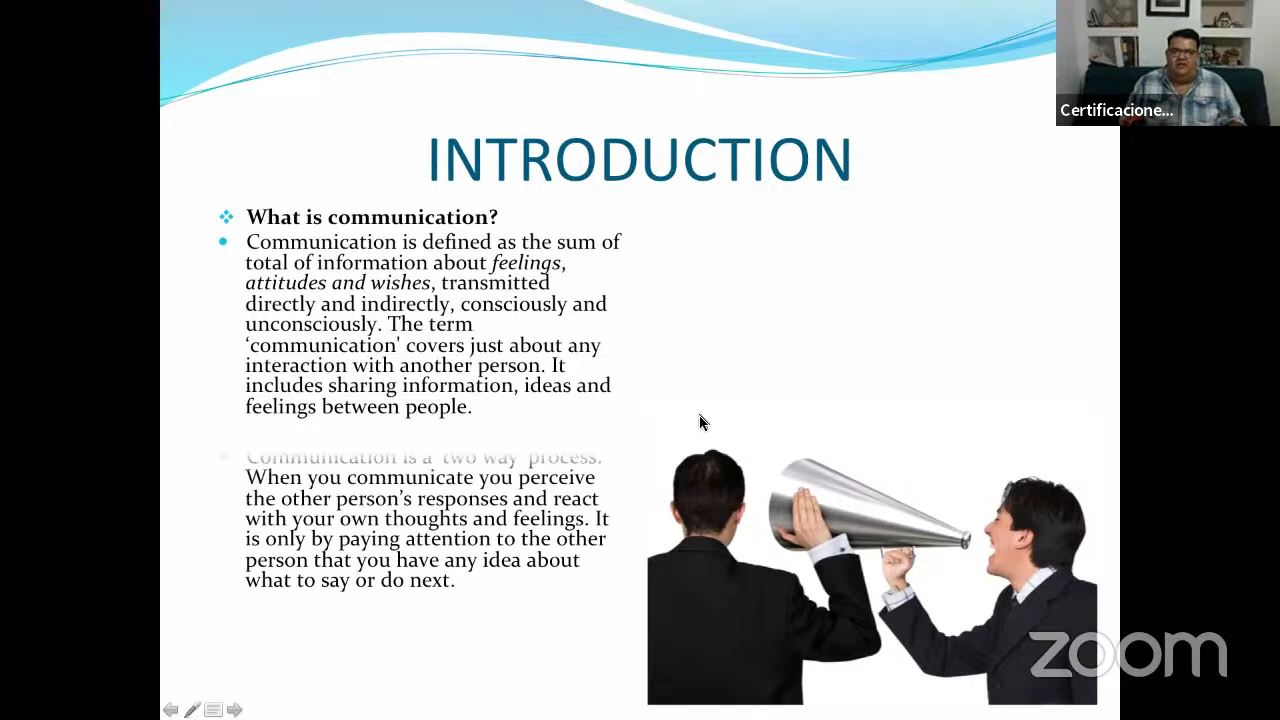 Certificacione...
INTRODUCTION
What is communication?
Communication is defined as the sum of
total of information about feelings,
attitudes and wishes, transmitted
directly and indirectly, consciously and
unconsciously. The term
‘communication' covers just about any
interaction with another person. It
includes sharing information, ideas and
feelings between people.
Communication is a two way process.
When you communicate you perceive
the other person’s responses and react
with your own thoughts and feelings. It
is only by paying attention to the other
person that you have any idea about
what to say or do next.
zoom